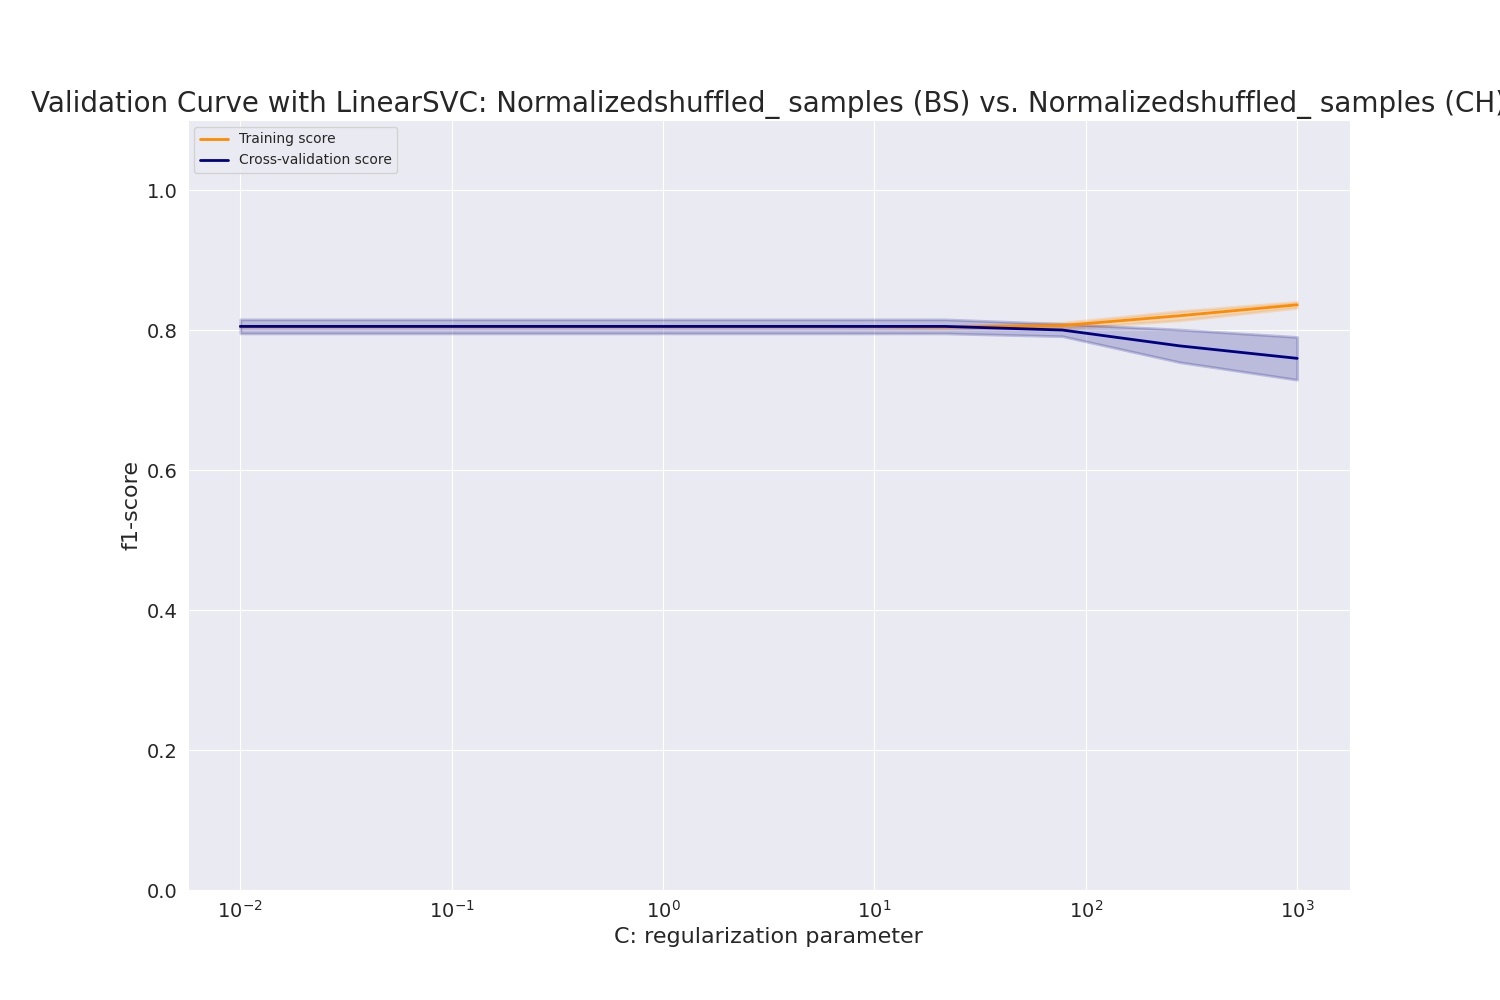 Validation Curve with LinearSVC: Normalizedshuffled_ samples (BS) vs. Normalizedshuffled_ samples (CH)
Training score
Cross-validation score
1.0
0.8
0.6
0.4
0.2
0.0
f1-score
10⁻² 10⁻¹ 10⁰ 10¹ 10² 10³
C: regularization parameter